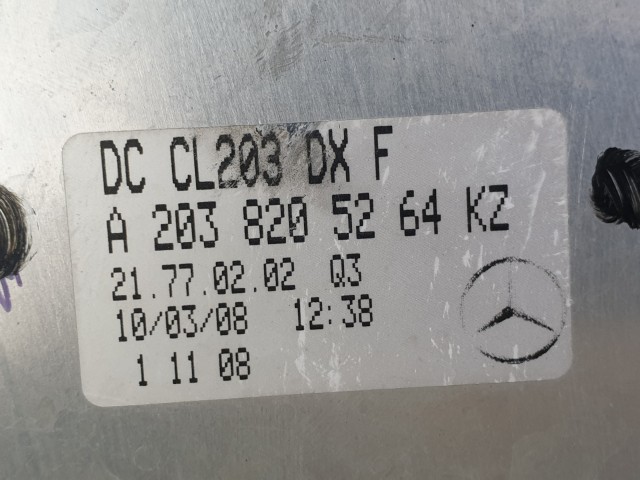 DC CL203 DX F
A 203 820 52 64 KZ
21.77.02.02 Q3
10/03/08 12:38
1 11 08